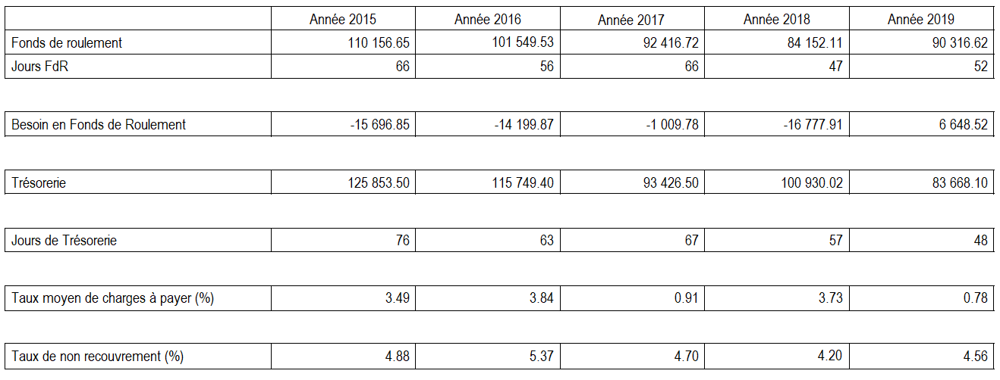 Année 2015 Année 2016 Année 2017 Année 2018 Année 2019
Fonds de roulement 110 156.65 101 549.53 92 416.72 84 152.11 90 316.62
Jours FdR 66 56 66 47 52
Besoin en Fonds de Roulement -15 696.85 -14 199.87 -1 009.78 -16 777.91 6 648.52
Trésorerie 125 853.50 115 749.40 93 426.50 100 930.02 83 668.10
Jours de Trésorerie 76 63 67 57 48
Taux moyen de charges à payer (%) 3.49 3.84 0.91 3.73 0.78
Taux de non recouvrement (%) 4.88 5.37 4.70 4.20 4.56